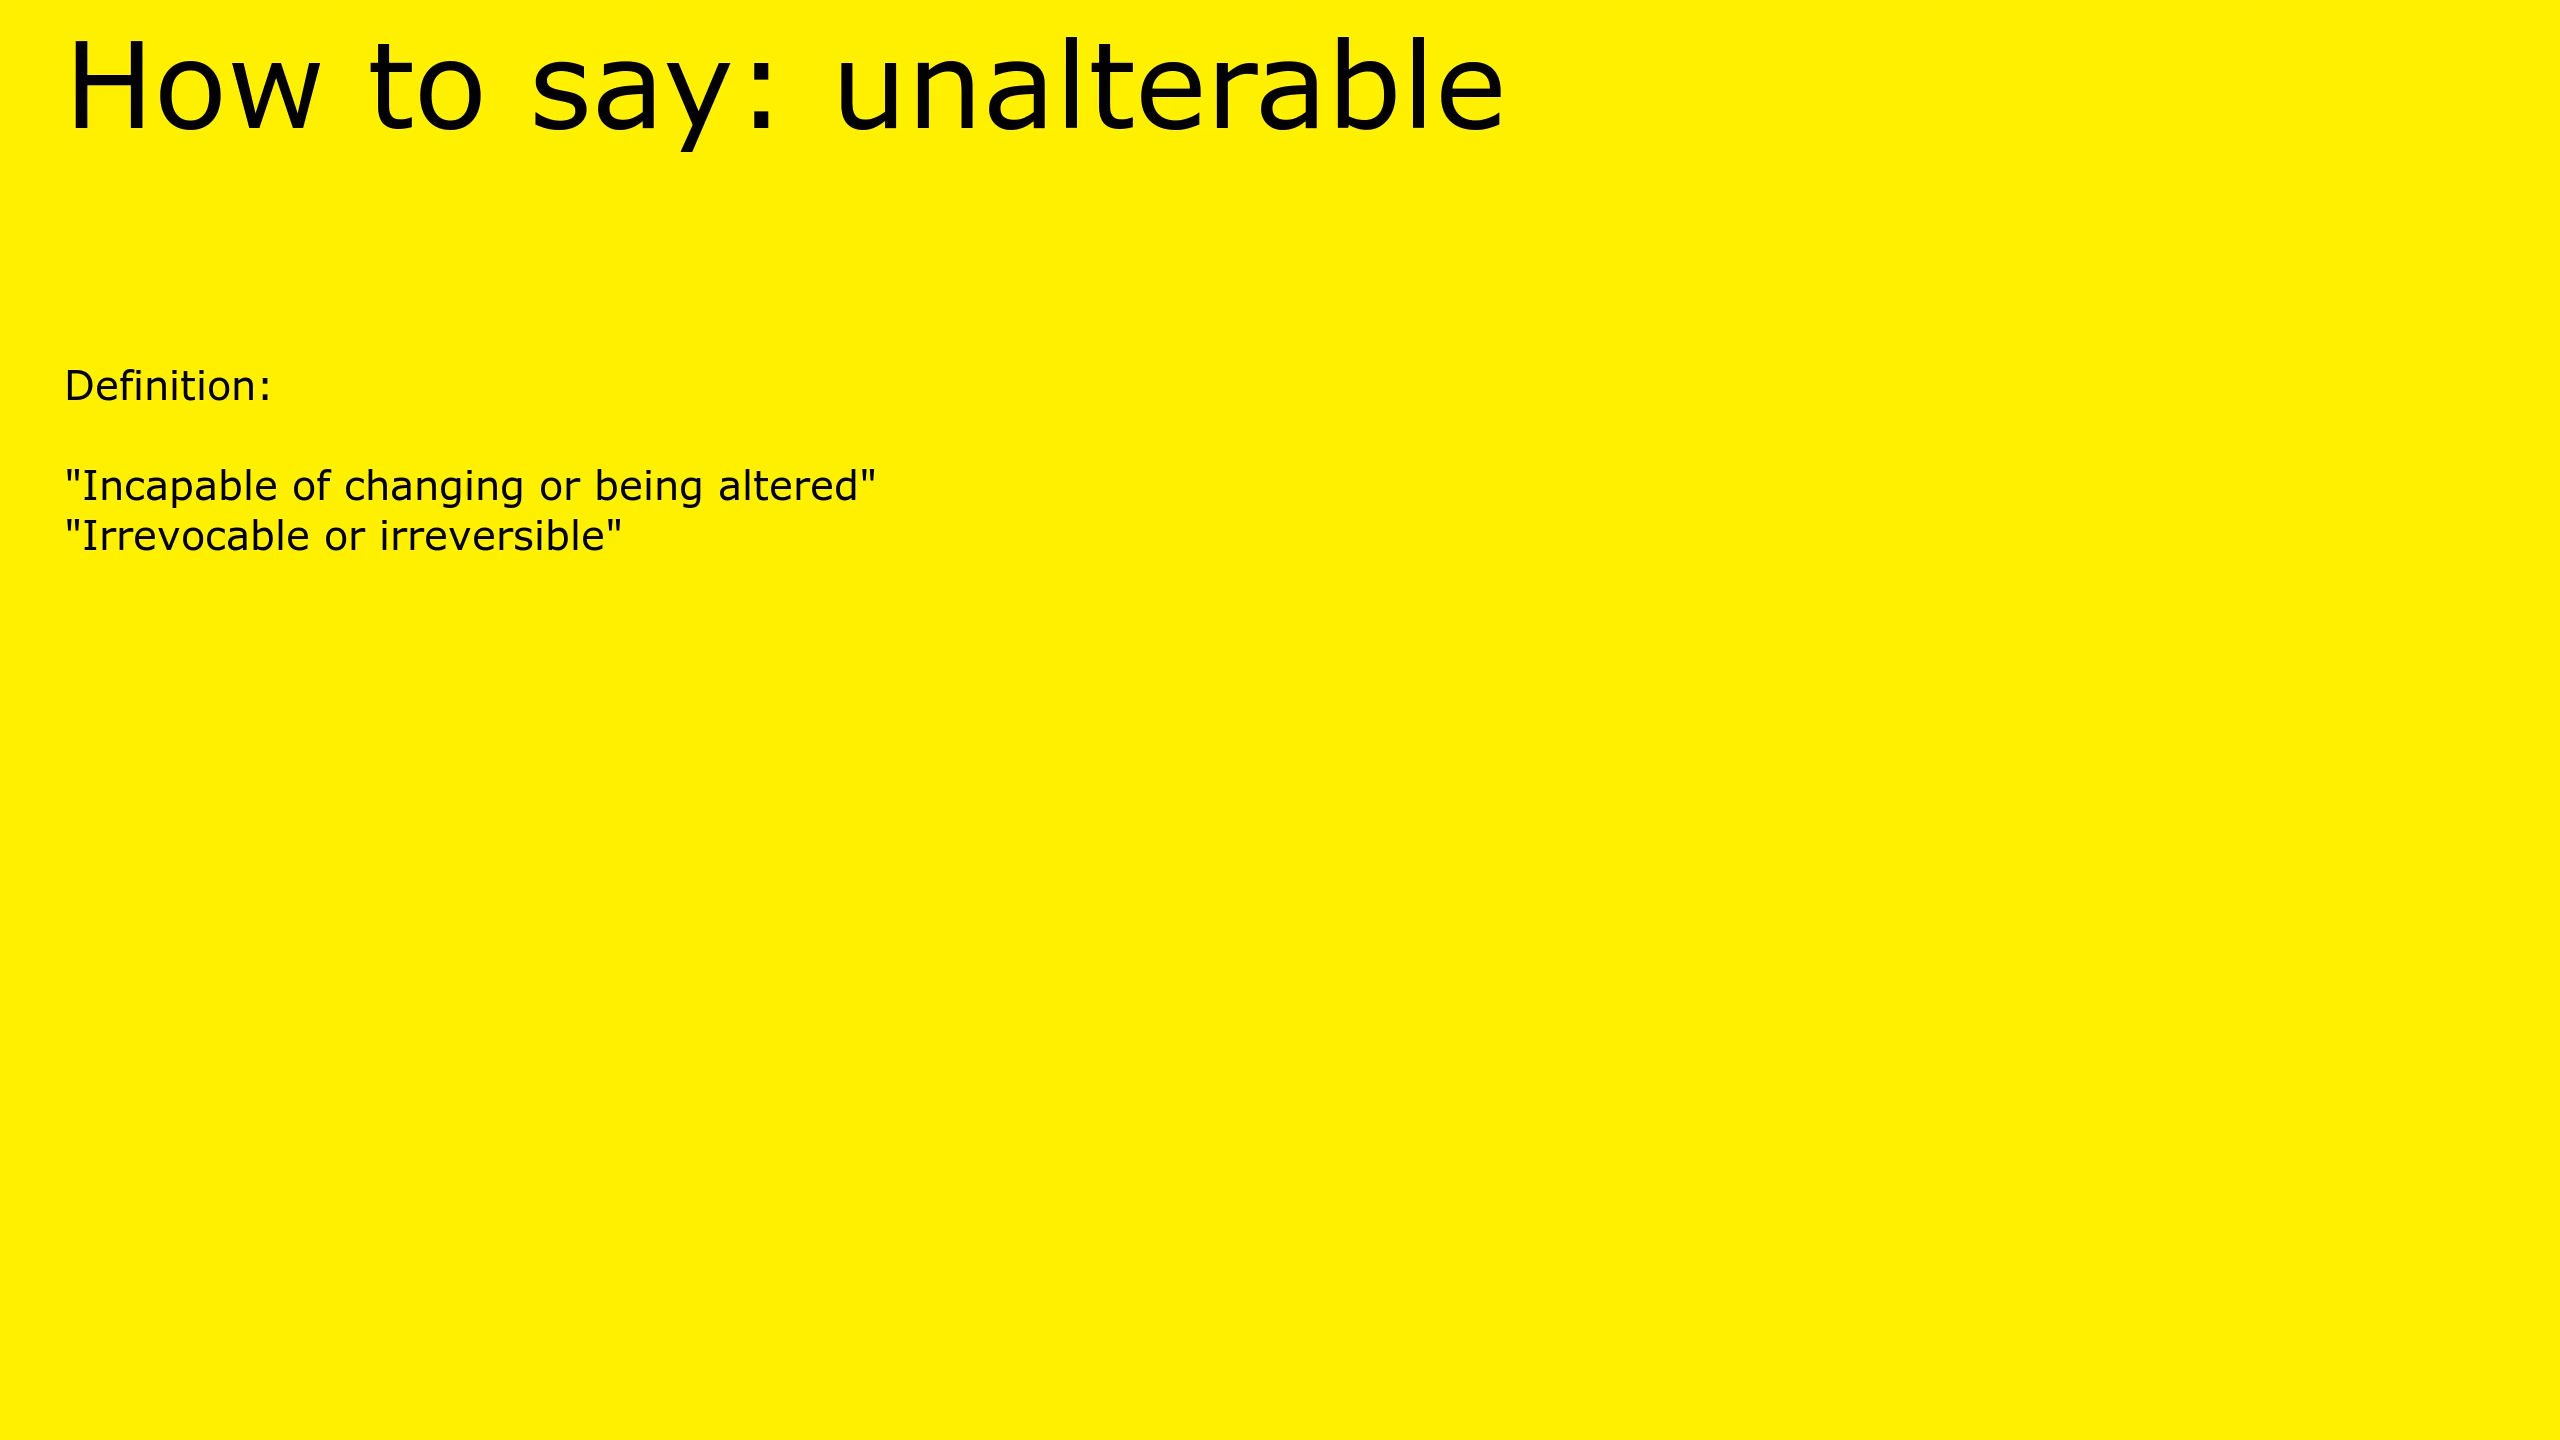 How to say: unalterable
Definition:
"Incapable of changing or being altered"
"Irrevocable or irreversible"